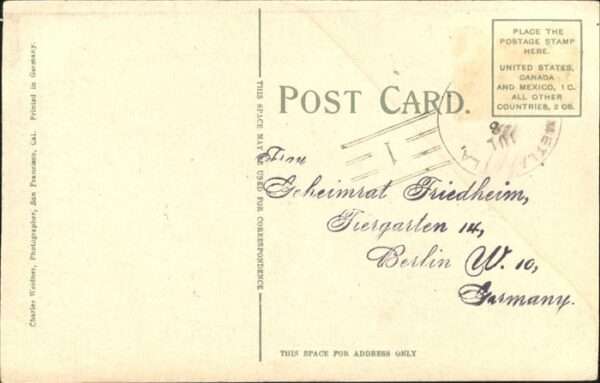 PLACE THE
POSTAGE STAMP
HERE.
UNITED STATES,
CANADA
AND MEXICO, 1 C.
ALL OTHER
COUNTRIES, 2 CS.
POST CARD.
Frau
Geheimrat Friedheim,
Tiergarten 14,
Berlin W. 10,
Germany.
THIS SPACE MAY BE USED FOR CORRESPONDENCE
Charles Weidner, Photographer, San Francisco, Cal. Printed in Germany.
THIS SPACE FOR ADDRESS ONLY
1
LA